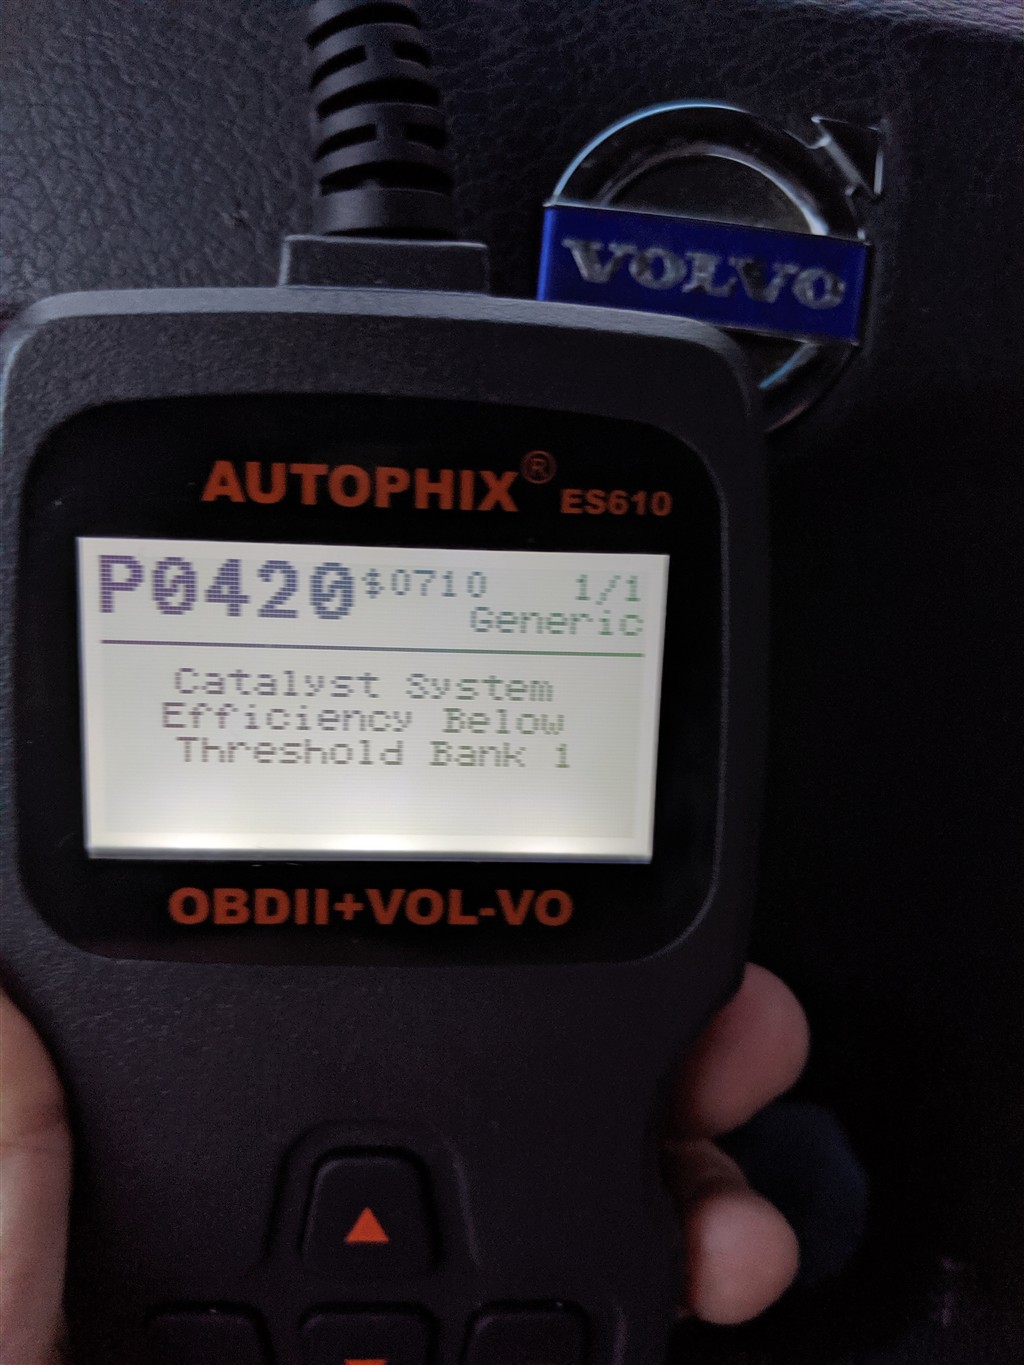 VOLVO
AUTOPHIX® ES610
P0420 $0710 1/1
Generic
Catalyst System
Efficiency Below
Threshold Bank 1
OBDII+VOL-VO